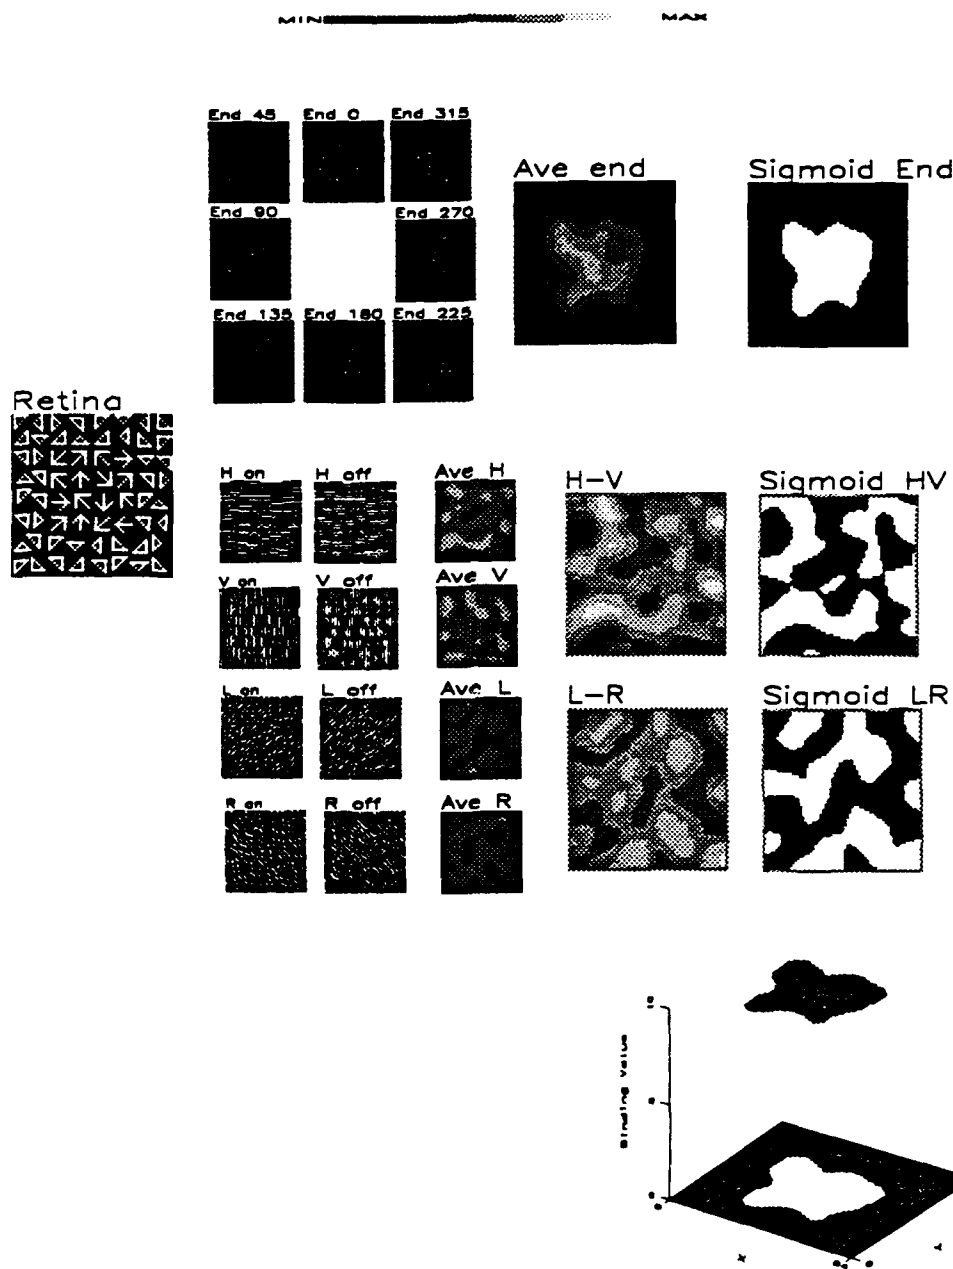 MIN MAX
End 45 End 0 End 315
Ave end Sigmoid End
End 90 End 270
End 135 End 180 End 225
Retina
H on H off Ave H H-V Sigmoid HV
V on V off Ave V
L on L off Ave L L-R Sigmoid LR
R on R off Ave R
Binding Value
X Y